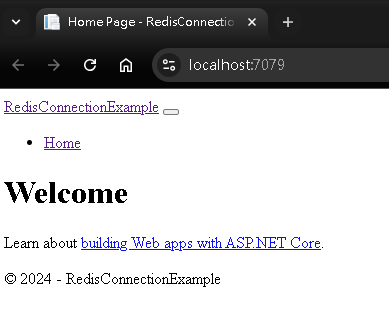 Home Page - RedisConnectio
localhost:7079
RedisConnectionExample
Home
Welcome
Learn about building Web apps with ASP.NET Core.
© 2024 - RedisConnectionExample